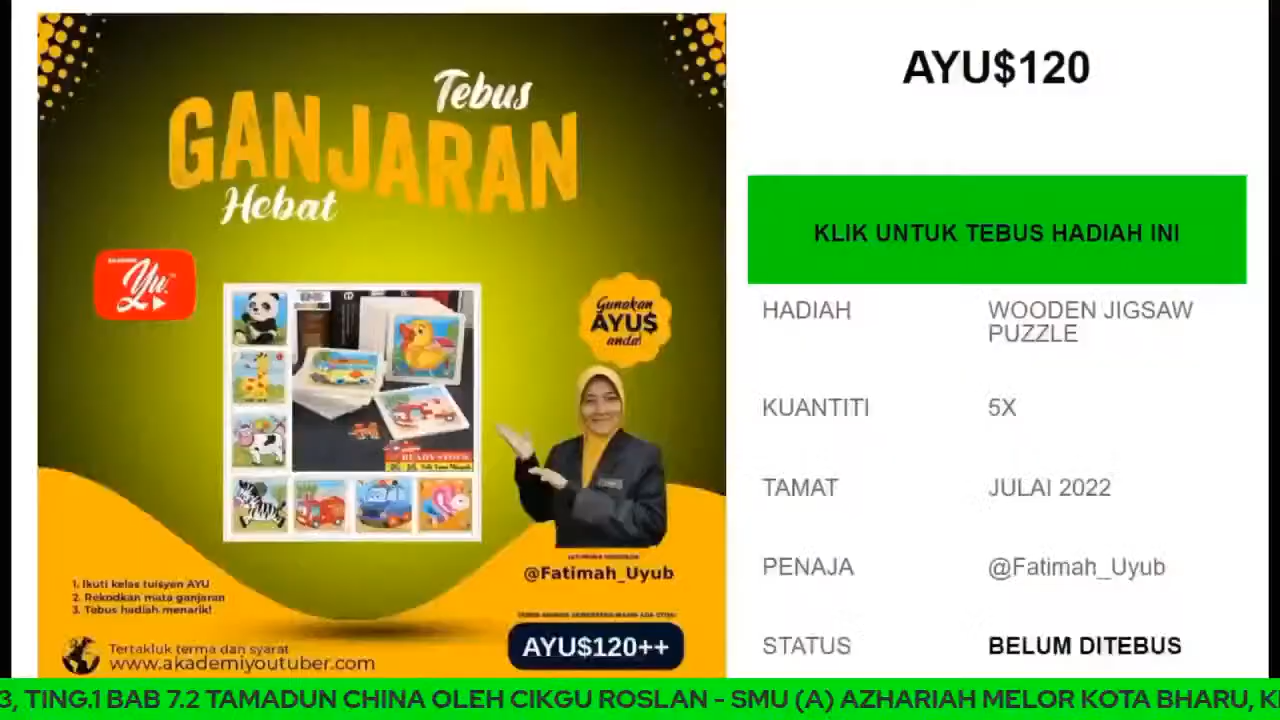 Tebus
GANJARAN
Hebat
Yu
Gunakan
AYU$
anda!
READY STOCK
@Fatimah_Uyub
1. Ikuti kelas tuisyen AYU
2. Rekodkan mata ganjaran
3. Tebus hadiah menarik!
AYU$120++
Tertakluk terma dan syarat
www.akademiyoutuber.com
AYU$120
KLIK UNTUK TEBUS HADIAH INI
HADIAH WOODEN JIGSAW
PUZZLE
KUANTITI 5X
TAMAT JULAI 2022
PENAJA @Fatimah_Uyub
STATUS BELUM DITEBUS
3, TING.1 BAB 7.2 TAMADUN CHINA OLEH CIKGU ROSLAN - SMU (A) AZHARIAH MELOR KOTA BHARU,